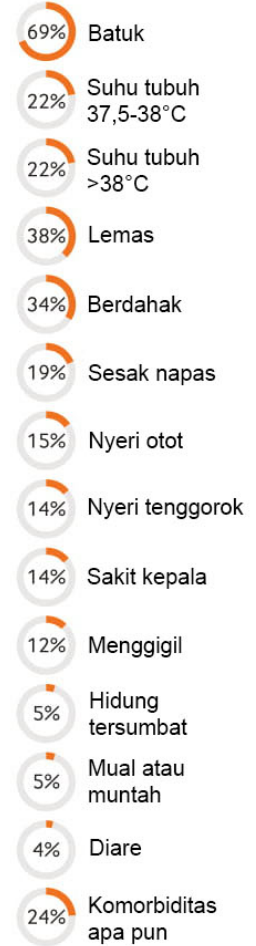 69% Batuk
22% Suhu tubuh
37,5-38°C
22% Suhu tubuh
>38°C
38% Lemas
34% Berdahak
19% Sesak napas
15% Nyeri otot
14% Nyeri tenggorok
14% Sakit kepala
12% Menggigil
5% Hidung
tersumbat
5% Mual atau
muntah
4% Diare
24% Komorbiditas
apa pun